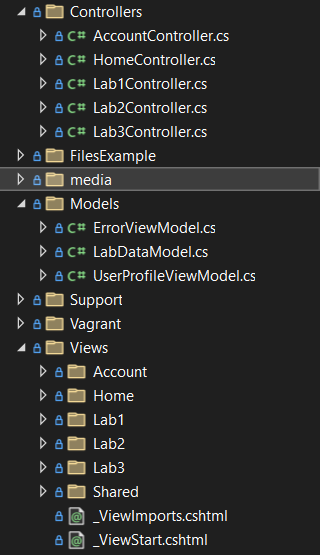 Controllers
C# AccountController.cs
C# HomeController.cs
C# Lab1Controller.cs
C# Lab2Controller.cs
C# Lab3Controller.cs
FilesExample
media
Models
C# ErrorViewModel.cs
C# LabDataModel.cs
C# UserProfileViewModel.cs
Support
Vagrant
Views
Account
Home
Lab1
Lab2
Lab3
Shared
@ _ViewImports.cshtml
@ _ViewStart.cshtml